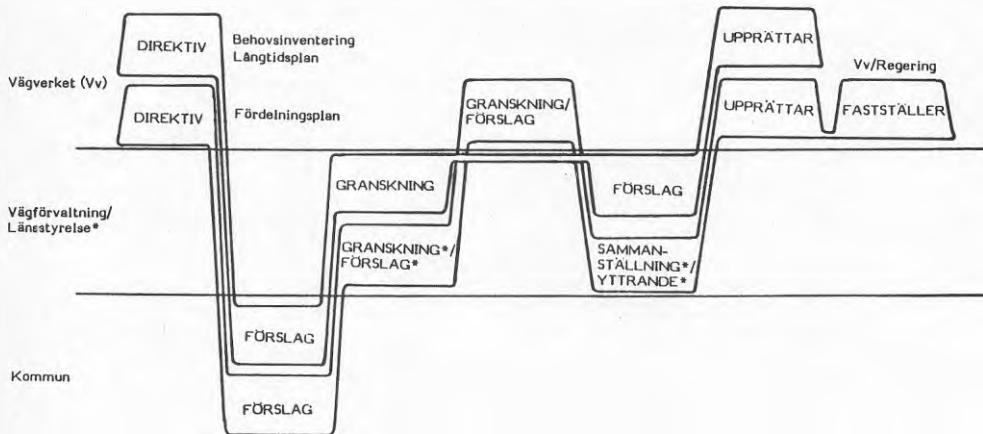 DIREKTIV
Behovsinventering
Långtidsplan
UPPRÄTTAR
Vägverket (Vv)
Vv/Regering
DIREKTIV
Fördelningsplan
GRANSKNING/
FÖRSLAG
UPPRÄTTAR
FASTSTÄLLER
GRANSKNING
FÖRSLAG
Vägförvaltning/
Länsstyrelse*
GRANSKNING*/
FÖRSLAG*
SAMMAN-
STÄLLNING*/
YTTRANDE*
FÖRSLAG
Kommun
FÖRSLAG